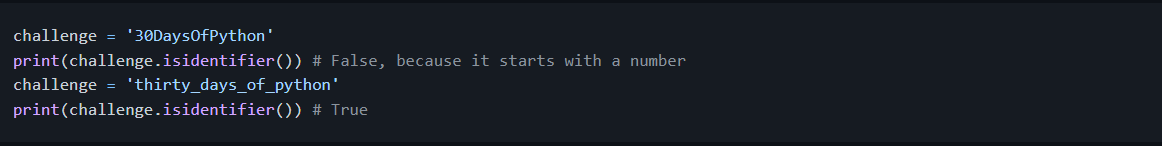 challenge = '30DaysOfPython'
print(challenge.isidentifier()) # False, because it starts with a number
challenge = 'thirty_days_of_python'
print(challenge.isidentifier()) # True